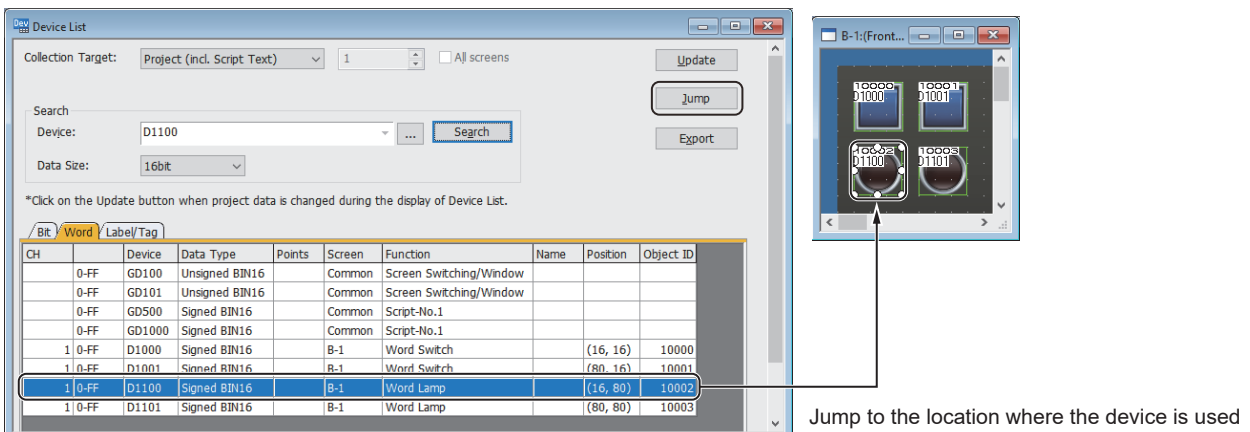 Device List
Collection Target: Project (incl. Script Text) 1 All screens Update
Jump
Search
Device: D1100 ... Search Export
Data Size: 16bit
*Click on the Update button when project data is changed during the display of Device List.
Bit Word Label/Tag
CH Device Data Type Points Screen Function Name Position Object ID
0-FF GD100 Unsigned BIN16 Common Screen Switching/Window
0-FF GD101 Unsigned BIN16 Common Screen Switching/Window
0-FF GD500 Signed BIN16 Common Script-No.1
0-FF GD1000 Signed BIN16 Common Script-No.1
1 0-FF D1000 Signed BIN16 B-1 Word Switch (16, 16) 10000
1 0-FF D1001 Signed BIN16 B-1 Word Switch (80, 16) 10001
1 0-FF D1100 Signed BIN16 B-1 Word Lamp (16, 80) 10002
1 0-FF D1101 Signed BIN16 B-1 Word Lamp (80, 80) 10003
B-1:(Front...
10000 10001
D1000 D1001
10002 10003
D1100 D1101
Jump to the location where the device is used